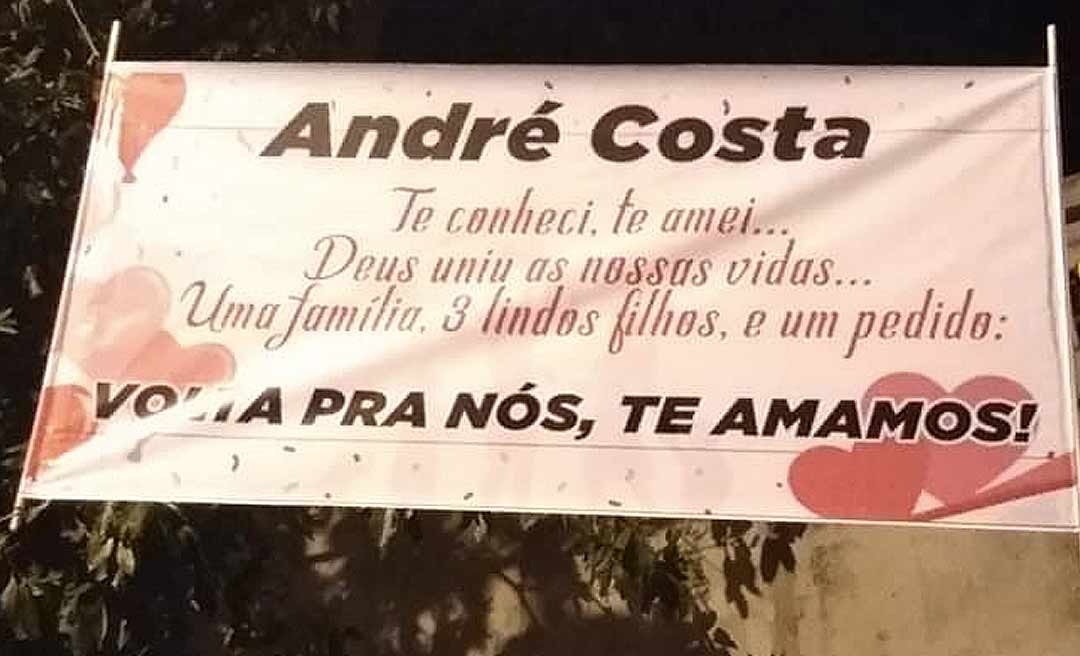 André Costa
Te conheci, te amei...
Deus uniu as nossas vidas...
Uma família, 3 lindos filhos, e um pedido:
VOLTA PRA NÓS, TE AMAMOS!